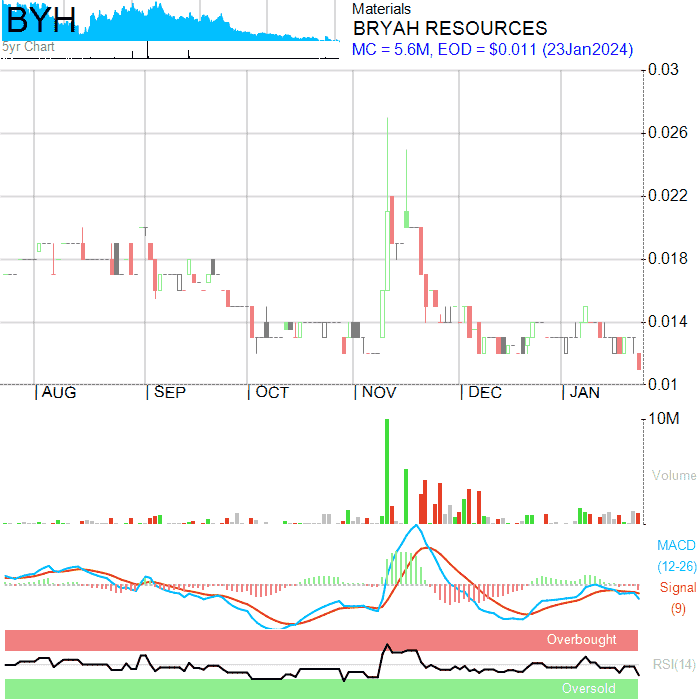 BYH
5yr Chart
Materials
BRYAH RESOURCES
MC = 5.6M, EOD = $0.011 (23Jan2024)
0.03
0.026
0.022
0.018
0.014
0.01
AUG SEP OCT NOV DEC JAN
10M
Volume
MACD
(12-26)
Signal
(9)
Overbought
RSI(14)
Oversold